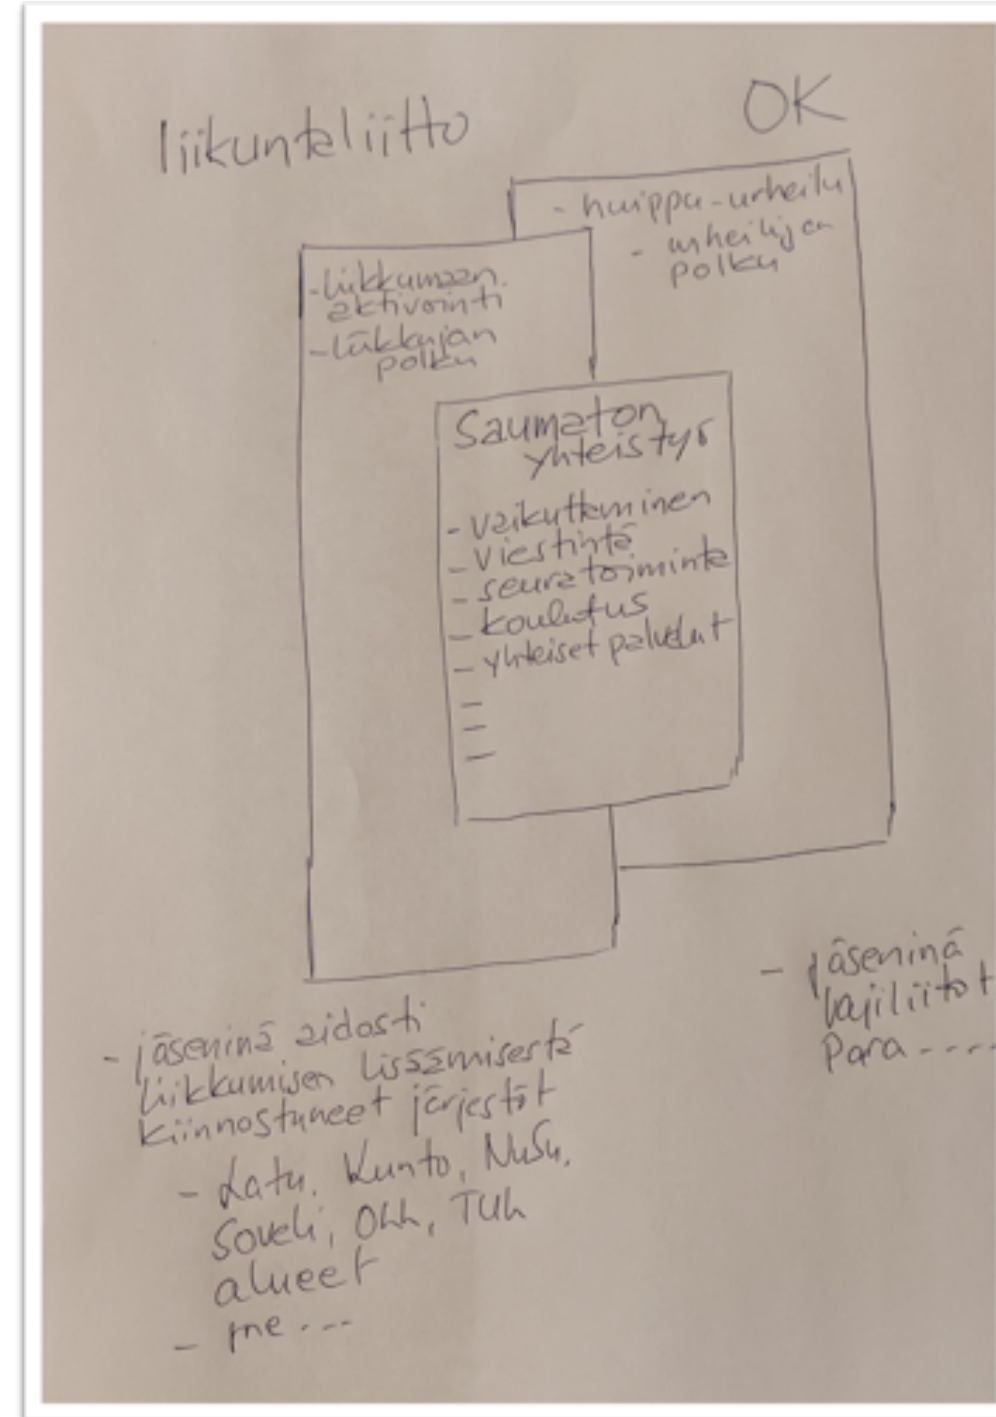 liikuntaliitto
OK
- huippu-urheilu
- urheilijan
polku
- liikkumaan
aktivointi
- liikkujan
polku
Saumaton
yhteistyö
- vaikuttaminen
- viestintä
- seuratoiminta
- koulutus
- yhteiset palvelut
-
-
-
- jäseninä
lajiliitot
Para ----
- jäseninä aidosti
liikkumisen lisäämisestä
kiinnostuneet järjestöt
- Latu, Kunto, NuSu,
Soveli, OLL, TUL
alueet
- me ---